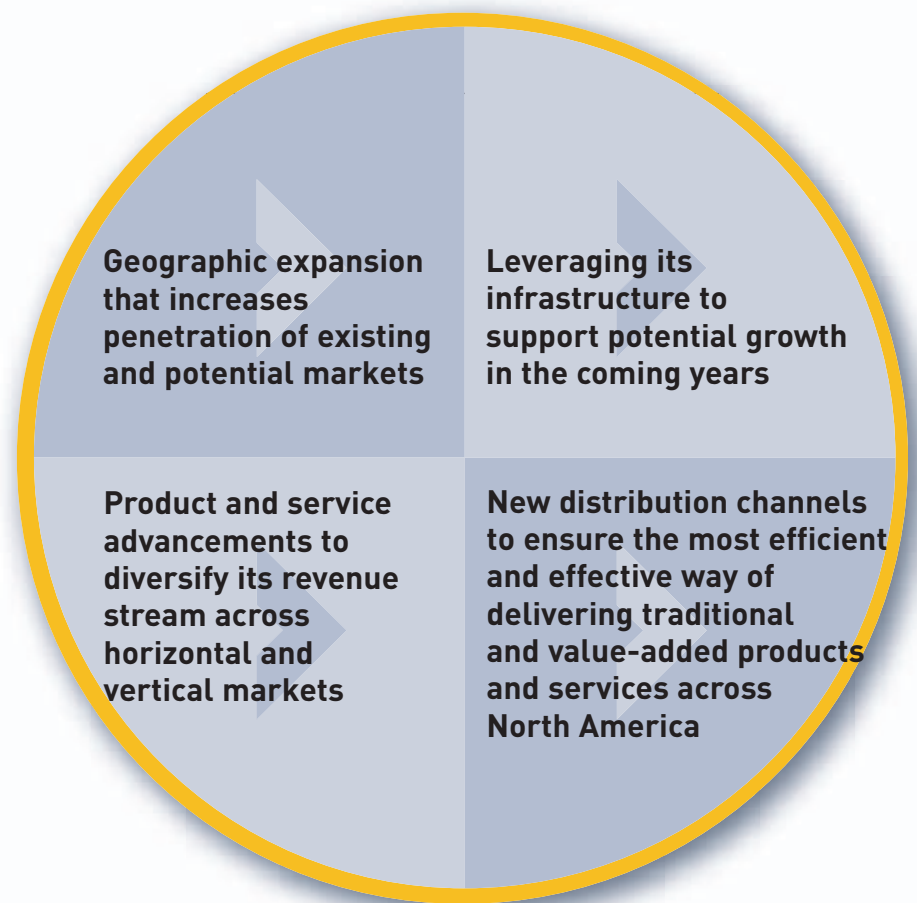 Geographic expansion
that increases
penetration of existing
and potential markets
Leveraging its
infrastructure to
support potential growth
in the coming years
Product and service
advancements to
diversify its revenue
stream across
horizontal and
vertical markets
New distribution channels
to ensure the most efficient
and effective way of
delivering traditional
and value-added products
and services across
North America